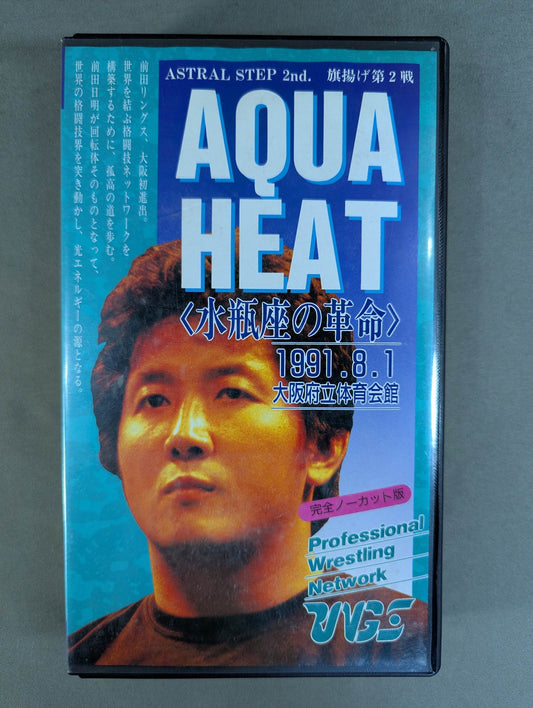 ASTRAL STEP 2nd. 旗揚げ第2戦
AQUA
HEAT
〈水瓶座の革命〉
1991.8.1
大阪府立体育会館
前田リングス、大阪初進出。
世界を結ぶ格闘技ネットワークを
構築するために、孤高の道を歩む。
前田日明が回転体そのものとなって、
世界の格闘技界を突き動かし、光エネルギーの源となる。
完全ノーカット版
Professional
Wrestling
Network
RINGS